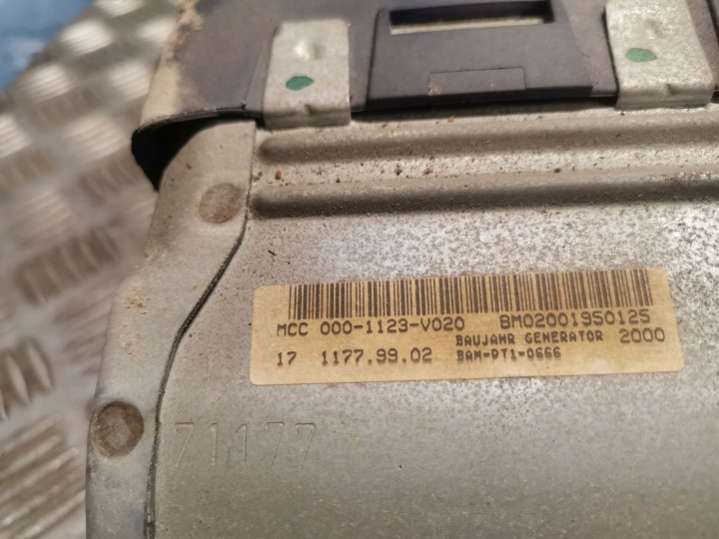 MCC 000-1123-V020 BM02001950125
BAUJAHR GENERATOR 2000
17 1177.99.02 BAM-PT1-0666
71177